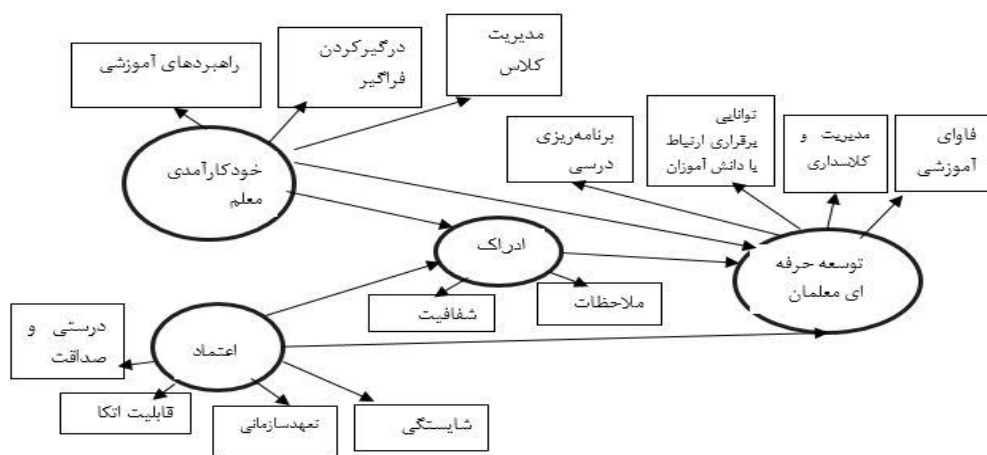 مدیریت
کلاس
درگیرکردن
فراگیر
راهبردهای آموزشی
فاوای
آموزشی
مدیریت و
کلاسداری
توانایی
برقراری ارتباط
با دانش آموزان
برنامه‌ریزی
درسی
خودکارآمدی
معلم
ادراک
توسعه حرفه
ای معلمان
ملاحظات
شفافیت
درستی و
صداقت
اعتماد
قابلیت اتکا
تعهدسازمانی
شایستگی